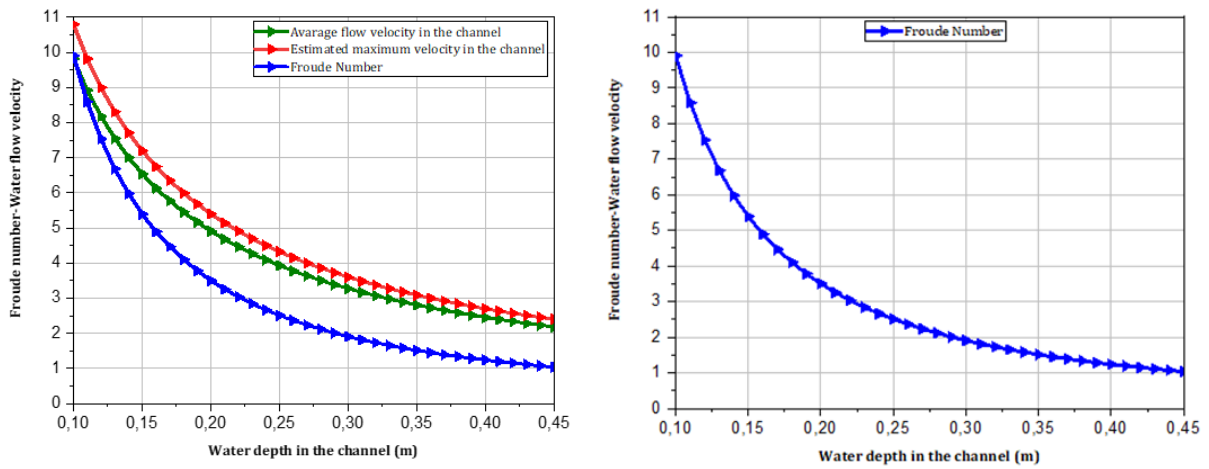 11
10
9
8
7
6
5
4
3
2
1
0
Froude number-Water flow velocity
Avarage flow velocity in the channel
Estimated maximum velocity in the channel
Froude Number
0,10 0,15 0,20 0,25 0,30 0,35 0,40 0,45
Water depth in the channel (m)
11
10
9
8
7
6
5
4
3
2
1
0
Froude number-Water flow velocity
Froude Number
0,10 0,15 0,20 0,25 0,30 0,35 0,40 0,45
Water depth in the channel (m)